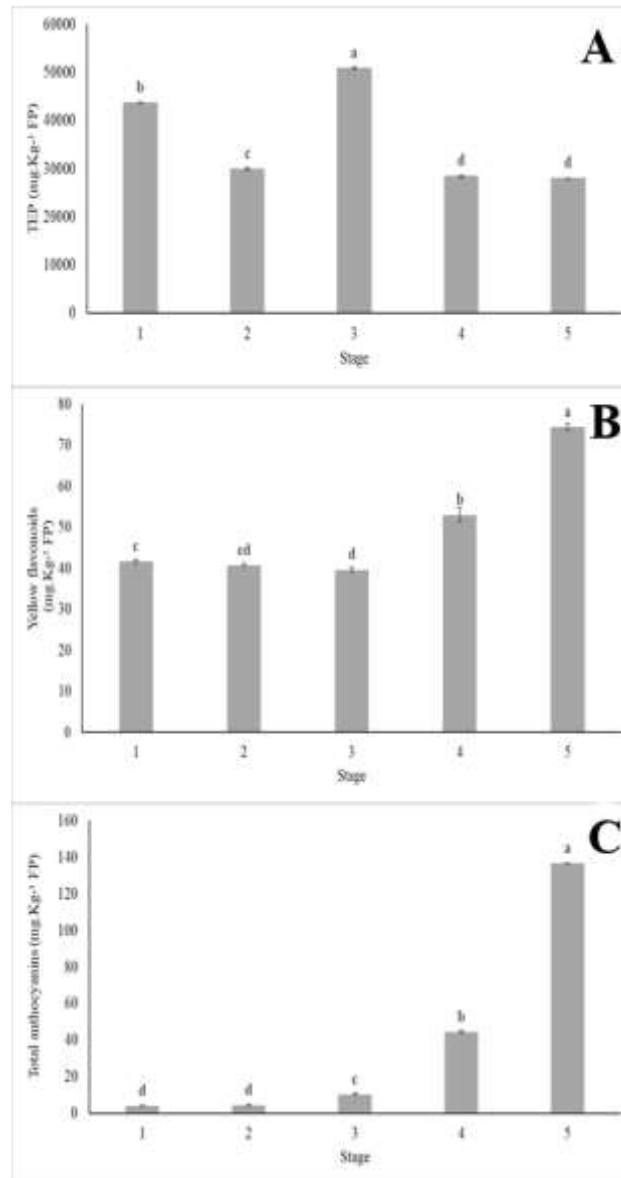 A
60000
50000
40000
30000
20000
10000
0
b
c
a
d
d
1 2 3 4 5
Stage
TEP (mg.Kg-¹ FP)
B
80
70
60
50
40
30
20
10
0
c
cd
d
b
a
1 2 3 4 5
Stage
Yellow flavonoids
(mg.Kg-¹ FP)
C
160
140
120
100
80
60
40
20
0
d
d
c
b
a
1 2 3 4 5
Stage
Total anthocyanins (mg.Kg-¹ FP)